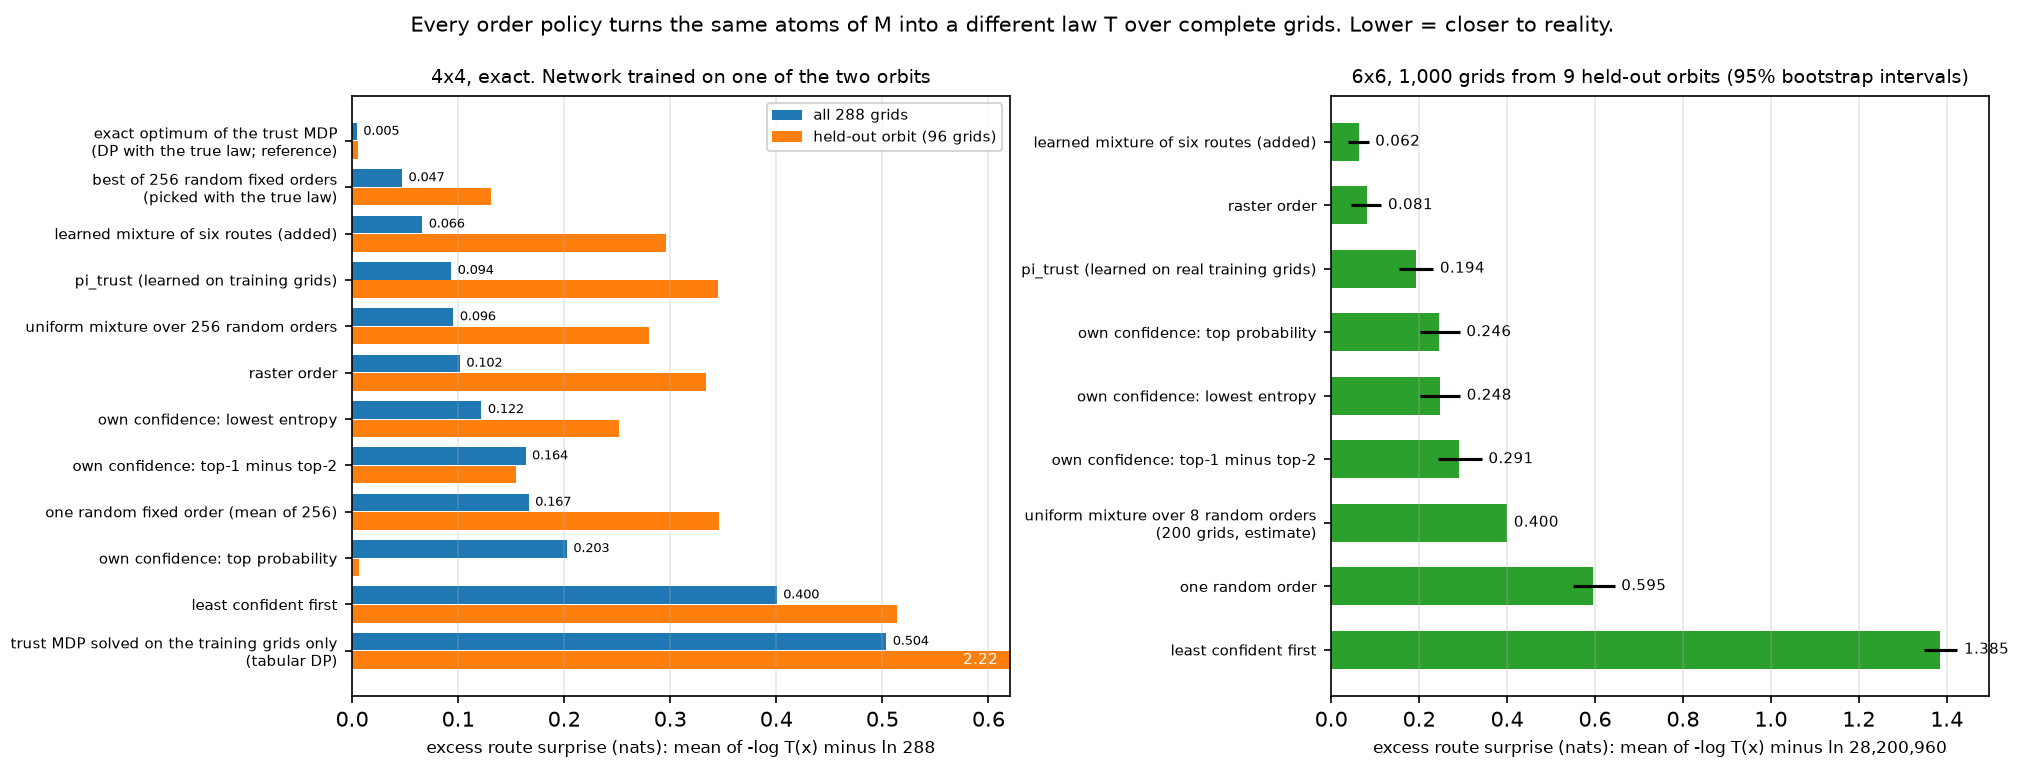 Every order policy turns the same atoms of M into a different law T over complete grids. Lower = closer to reality.
4x4, exact. Network trained on one of the two orbits
all 288 grids
held-out orbit (96 grids)
exact optimum of the trust MDP
(DP with the true law; reference)
0.005
best of 256 random fixed orders
(picked with the true law)
0.047
learned mixture of six routes (added)
0.066
pi_trust (learned on training grids)
0.094
uniform mixture over 256 random orders
0.096
raster order
0.102
own confidence: lowest entropy
0.122
own confidence: top-1 minus top-2
0.164
one random fixed order (mean of 256)
0.167
own confidence: top probability
0.203
least confident first
0.400
trust MDP solved on the training grids only
(tabular DP)
0.504
2.22
0.0 0.1 0.2 0.3 0.4 0.5 0.6
excess route surprise (nats): mean of -log T(x) minus ln 288
6x6, 1,000 grids from 9 held-out orbits (95% bootstrap intervals)
learned mixture of six routes (added)
0.062
raster order
0.081
pi_trust (learned on real training grids)
0.194
own confidence: top probability
0.246
own confidence: lowest entropy
0.248
own confidence: top-1 minus top-2
0.291
uniform mixture over 8 random orders
(200 grids, estimate)
0.400
one random order
0.595
least confident first
1.385
0.0 0.2 0.4 0.6 0.8 1.0 1.2 1.4
excess route surprise (nats): mean of -log T(x) minus ln 28,200,960